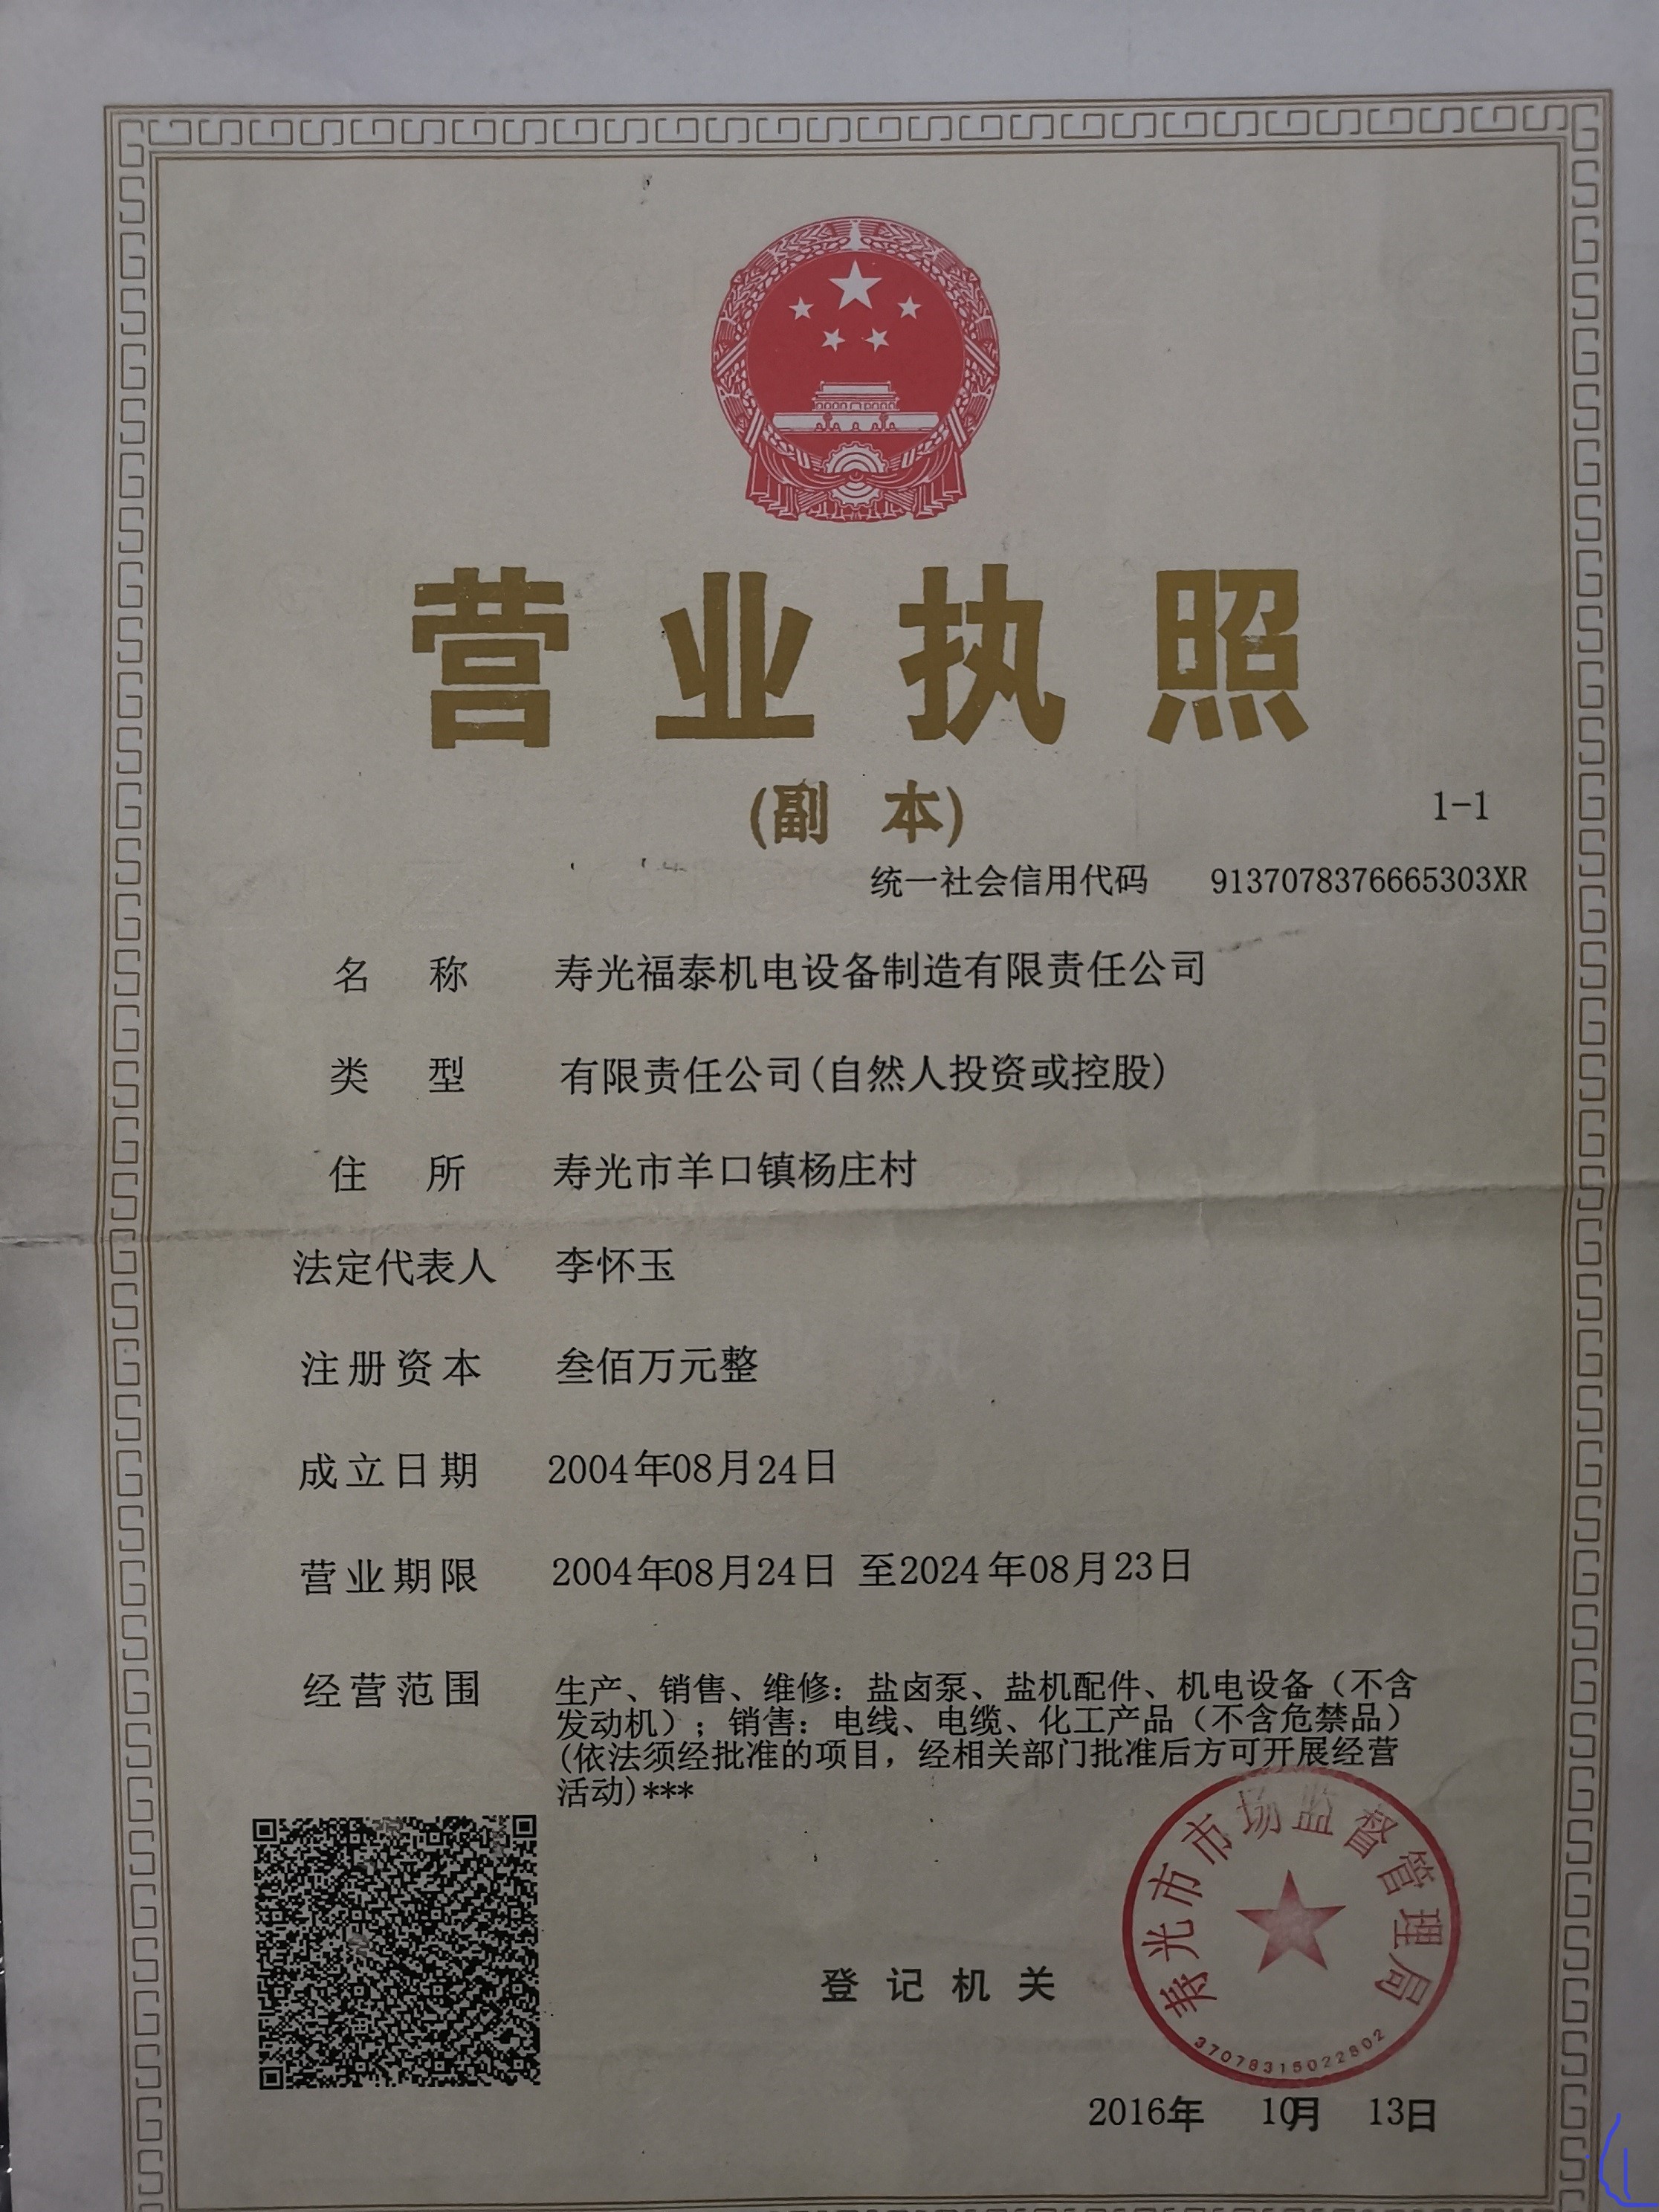 营业执照
(副 本)
1-1
统一社会信用代码 9137078376665303XR
名 称 寿光福泰机电设备制造有限责任公司
类 型 有限责任公司(自然人投资或控股)
住 所 寿光市羊口镇杨庄村
法定代表人 李怀玉
注册资本 叁佰万元整
成立日期 2004年08月24日
营业期限 2004年08月24日 至2024年08月23日
经营范围 生产、销售、维修：盐卤泵、盐机配件、机电设备（不含
发动机）；销售：电线、电缆、化工产品（不含危禁品）
(依法须经批准的项目，经相关部门批准后方可开展经营
活动)***
登记机关
寿光市市场监督管理局
37078315022802
2016年 10月 13日